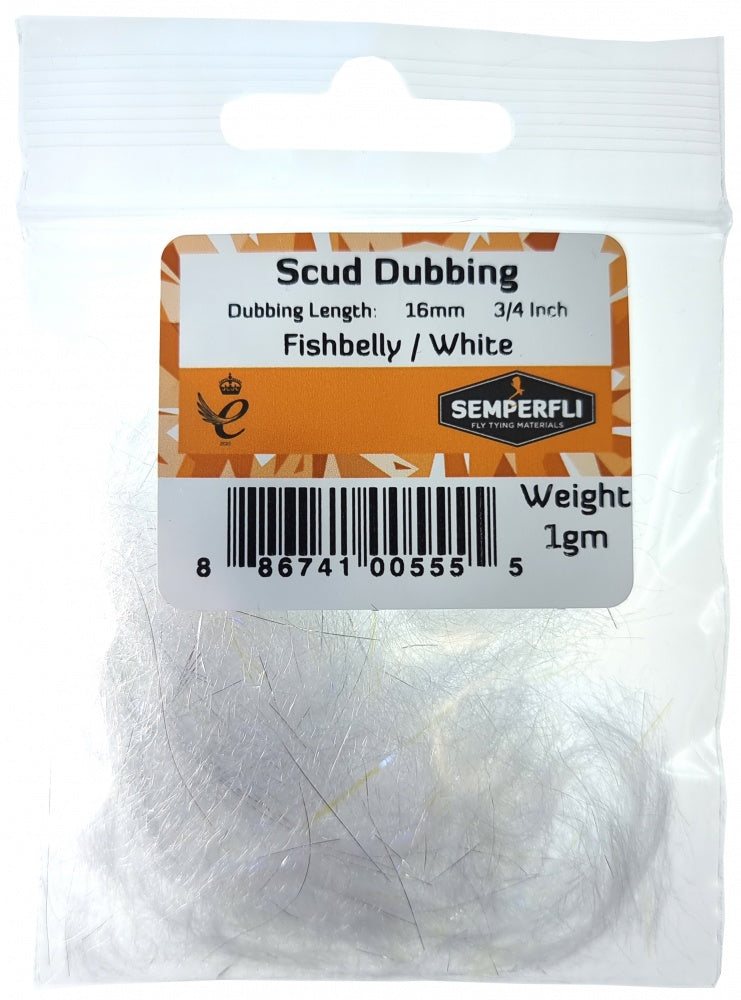 Scud Dubbing
Dubbing Length: 16mm 3/4 Inch
Fishbelly / White
SEMPERFLI
FLY TYING MATERIALS
Weight
1gm
8 86741 00555 5